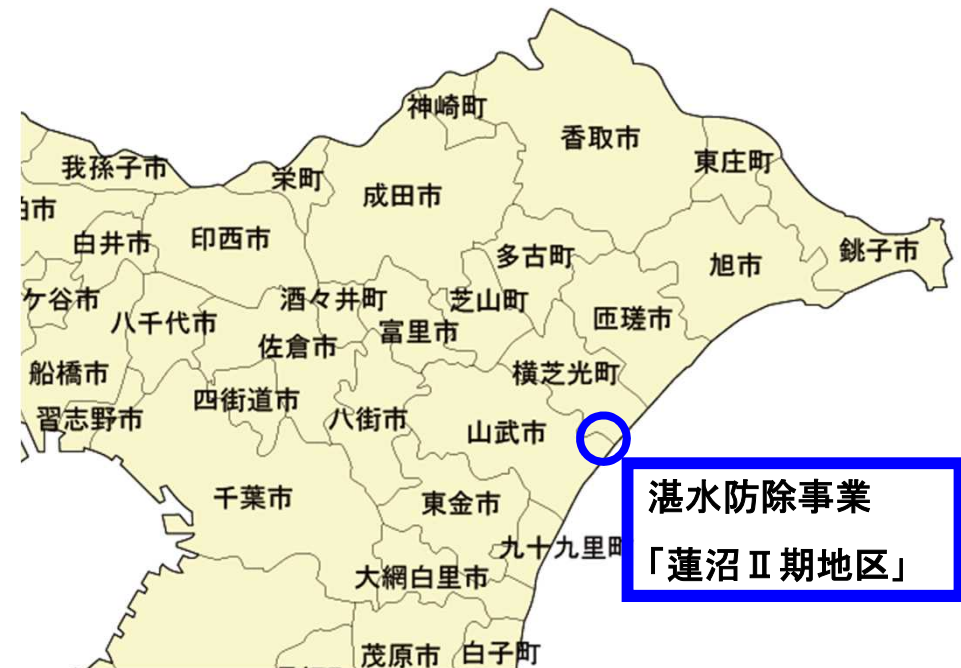 神崎町
香取市
東庄町
我孫子市
栄町
成田市
白井市
印西市
多古町
旭市
銚子市
ケ谷市
八千代市
酒々井町
芝山町
匝瑳市
佐倉市
富里市
船橋市
横芝光町
四街道市
習志野市
八街市
山武市
千葉市
東金市
湛水防除事業
「蓮沼Ⅱ期地区」
九十九里町
大網白里市
茂原市
白子町